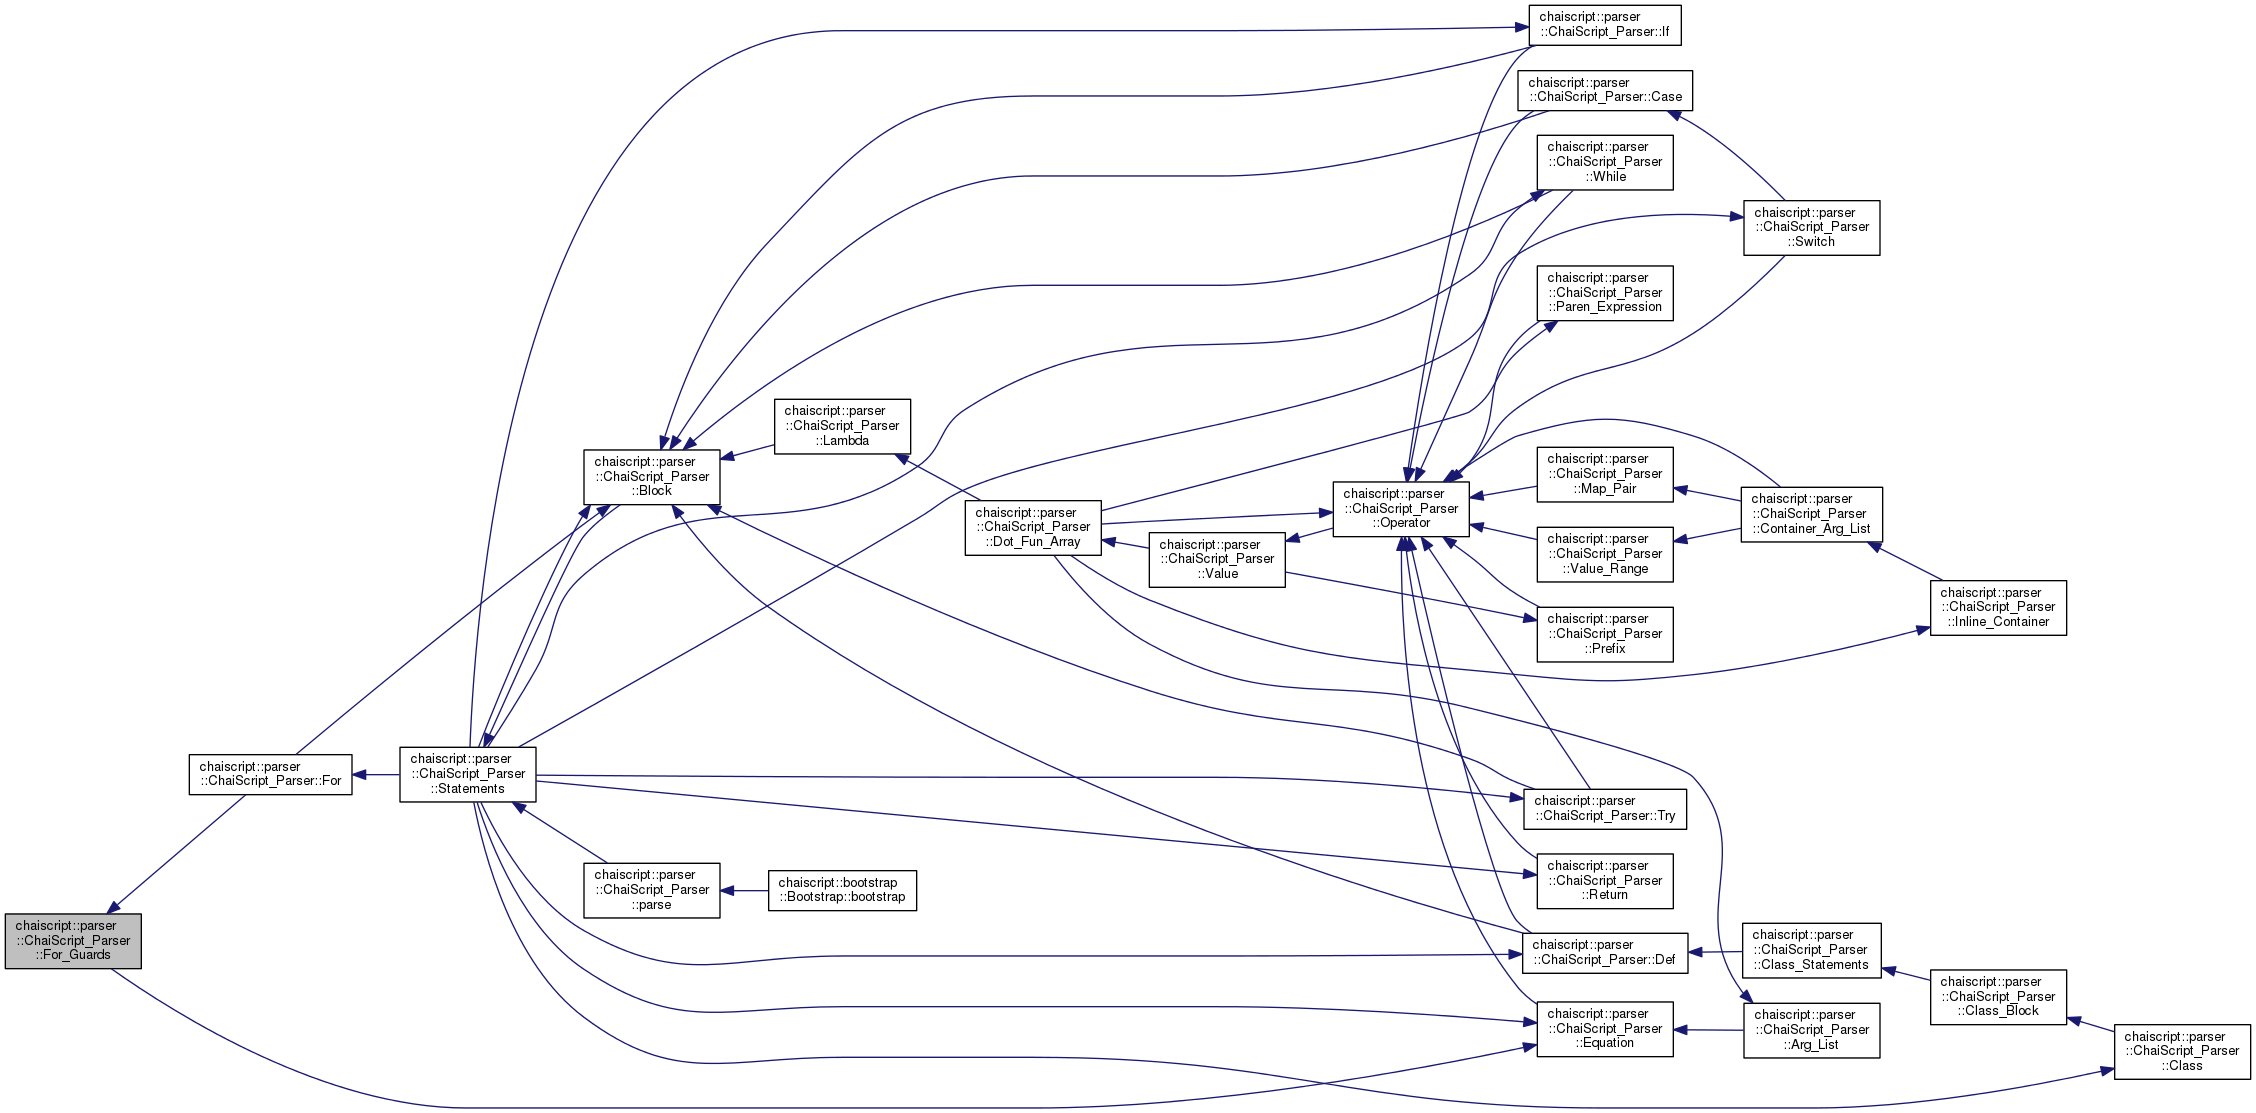 chaiscript::parser
::ChaiScript_Parser::If
chaiscript::parser
::ChaiScript_Parser::Case
chaiscript::parser
::ChaiScript_Parser
::While
chaiscript::parser
::ChaiScript_Parser
::Switch
chaiscript::parser
::ChaiScript_Parser
::Paren_Expression
chaiscript::parser
::ChaiScript_Parser
::Lambda
chaiscript::parser
::ChaiScript_Parser
::Block
chaiscript::parser
::ChaiScript_Parser
::Map_Pair
chaiscript::parser
::ChaiScript_Parser
::Operator
chaiscript::parser
::ChaiScript_Parser
::Container_Arg_List
chaiscript::parser
::ChaiScript_Parser
::Dot_Fun_Array
chaiscript::parser
::ChaiScript_Parser
::Value
chaiscript::parser
::ChaiScript_Parser
::Value_Range
chaiscript::parser
::ChaiScript_Parser
::Inline_Container
chaiscript::parser
::ChaiScript_Parser
::Prefix
chaiscript::parser
::ChaiScript_Parser::For
chaiscript::parser
::ChaiScript_Parser
::Statements
chaiscript::parser
::ChaiScript_Parser::Try
chaiscript::parser
::ChaiScript_Parser
::parse
chaiscript::bootstrap
::Bootstrap::bootstrap
chaiscript::parser
::ChaiScript_Parser
::Return
chaiscript::parser
::ChaiScript_Parser
::For_Guards
chaiscript::parser
::ChaiScript_Parser::Def
chaiscript::parser
::ChaiScript_Parser
::Class_Statements
chaiscript::parser
::ChaiScript_Parser
::Class_Block
chaiscript::parser
::ChaiScript_Parser
::Equation
chaiscript::parser
::ChaiScript_Parser
::Arg_List
chaiscript::parser
::ChaiScript_Parser
::Class